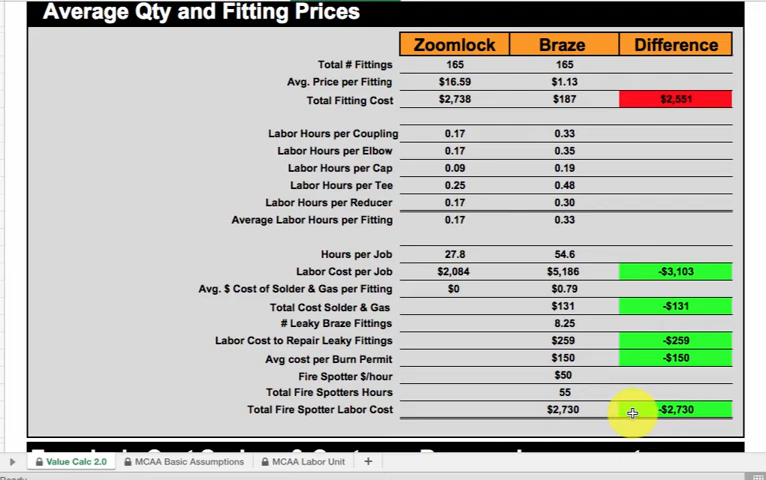 Average Qty and Fitting Prices
Zoomlock Braze Difference
Total # Fittings 165 165
Avg. Price per Fitting $16.59 $1.13
Total Fitting Cost $2,738 $187 $2,551
Labor Hours per Coupling 0.17 0.33
Labor Hours per Elbow 0.17 0.35
Labor Hours per Cap 0.09 0.19
Labor Hours per Tee 0.25 0.48
Labor Hours per Reducer 0.17 0.30
Average Labor Hours per Fitting 0.17 0.33
Hours per Job 27.8 54.6
Labor Cost per Job $2,084 $5,186 -$3,103
Avg. $ Cost of Solder & Gas per Fitting $0 $0.79
Total Cost Solder & Gas $131 -$131
# Leaky Braze Fittings 8.25
Labor Cost to Repair Leaky Fittings $259 -$259
Avg cost per Burn Permit $150 -$150
Fire Spotter $/hour $50
Total Fire Spotters Hours 55
Total Fire Spotter Labor Cost $2,730 -$2,730
Value Calc 2.0 MCAA Basic Assumptions MCAA Labor Unit +
Ready